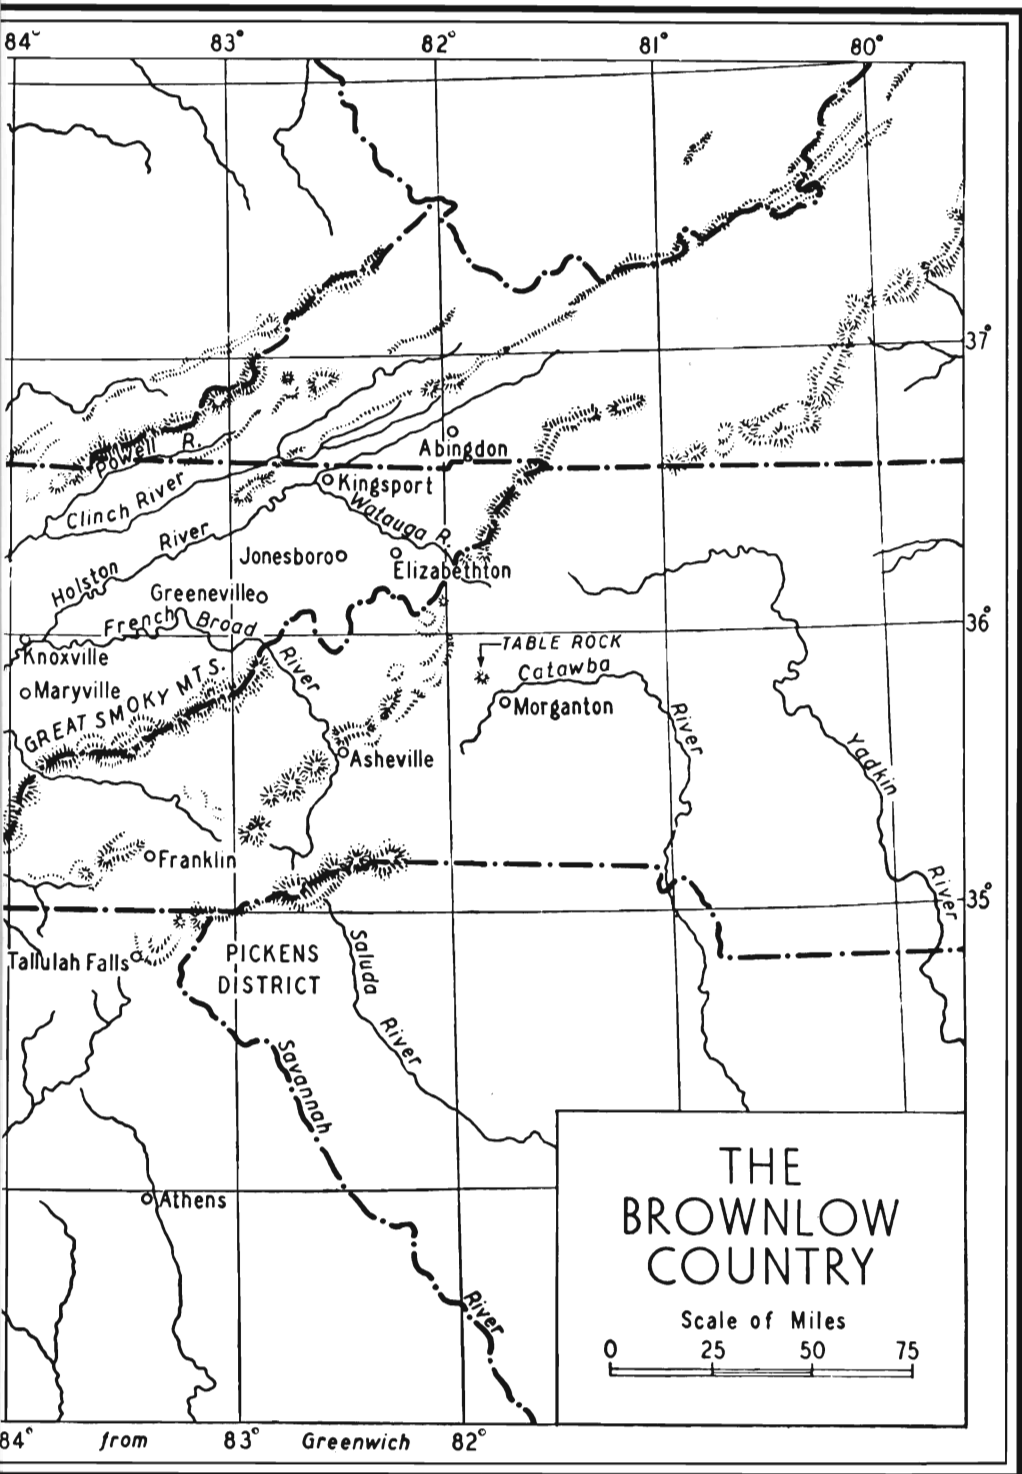 84° 83° 82° 81° 80°
37°
Abingdon
Powell R.
Kingsport
Clinch River
Watauga R.
Holston River
Jonesboro
Elizabethton
Greeneville
French Broad River
36°
Knoxville
TABLE ROCK
Catawba River
Maryville
Morganton
GREAT SMOKY MTS.
Asheville
Yadkin River
Franklin
35°
Tallulah Falls
PICKENS
DISTRICT
Saluda River
Savannah River
Athens
THE
BROWNLOW
COUNTRY
Scale of Miles
0 25 50 75
84° from 83° Greenwich 82°